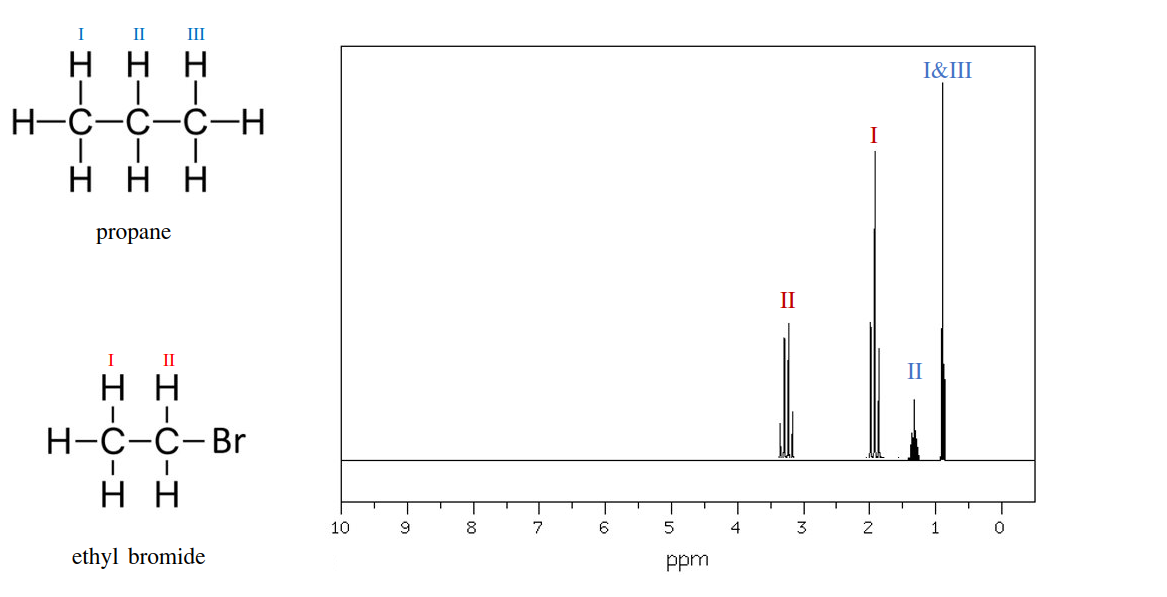 I II III
H H H
H C C C H
H H H
propane
I II
H H
H C C Br
H H
ethyl bromide
I&III
I
II
II
10 9 8 7 6 5 4 3 2 1 0
ppm